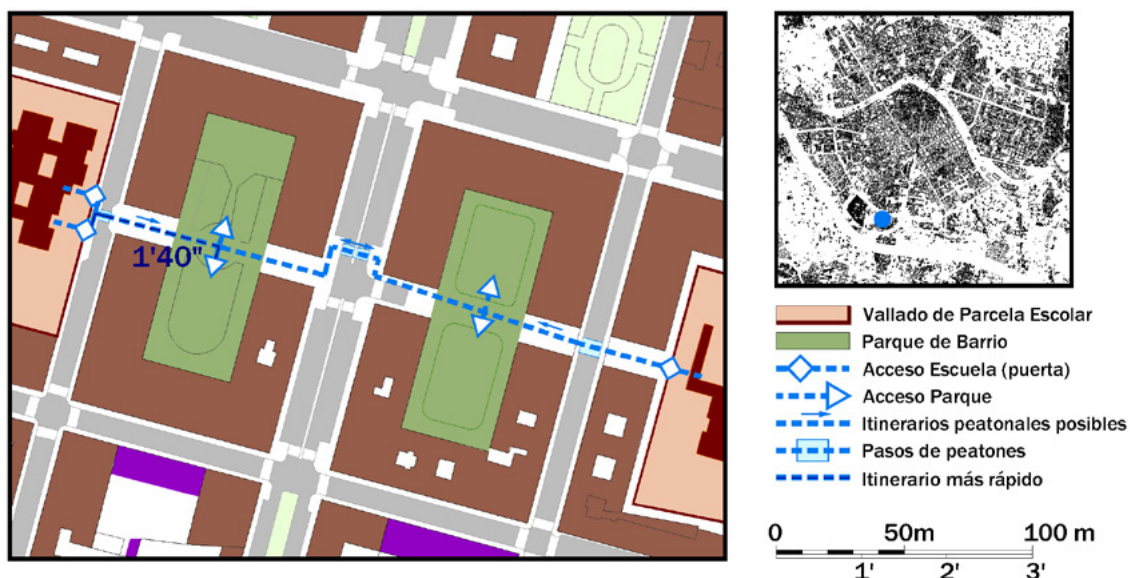 1'40"
Vallado de Parcela Escolar
Parque de Barrio
Acceso Escuela (puerta)
Acceso Parque
Itinerarios peatonales posibles
Pasos de peatones
Itinerario más rápido
0 50m 100 m
1' 2' 3'